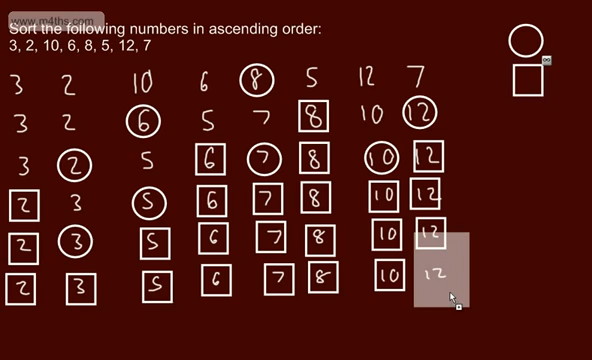 www.m4ths.com
Sort the following numbers in ascending order:
3, 2, 10, 6, 8, 5, 12, 7
3 2 10 6 8 5 12 7
3 2 6 5 7 8 10 12
3 2 5 6 7 8 10 12
2 3 5 6 7 8 10 12
2 3 5 6 7 8 10 12
2 3 5 6 7 8 10 12